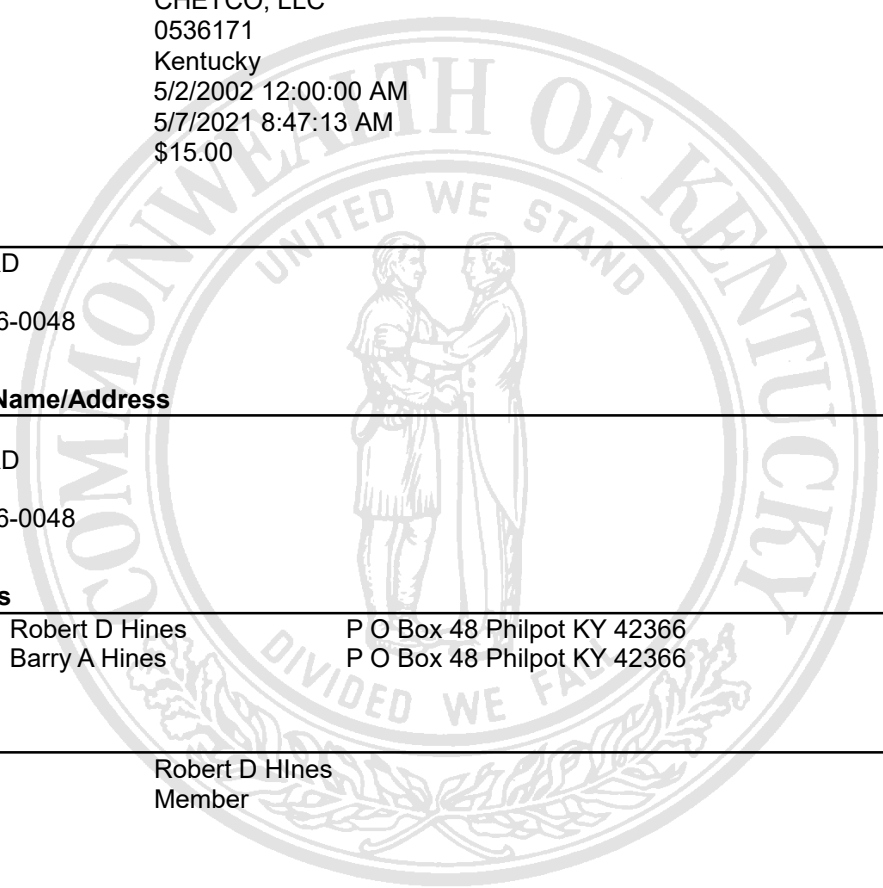 CHETCO, LLC
0536171
Kentucky
5/2/2002 12:00:00 AM
5/7/2021 8:47:13 AM
$15.00
COMMONWEALTH OF KENTUCKY
UNITED WE STAND
DIVIDED WE FALL
D
6-0048
Name/Address
D
6-0048
s
Robert D Hines P O Box 48 Philpot KY 42366
Barry A Hines P O Box 48 Philpot KY 42366
Robert D HInes
Member